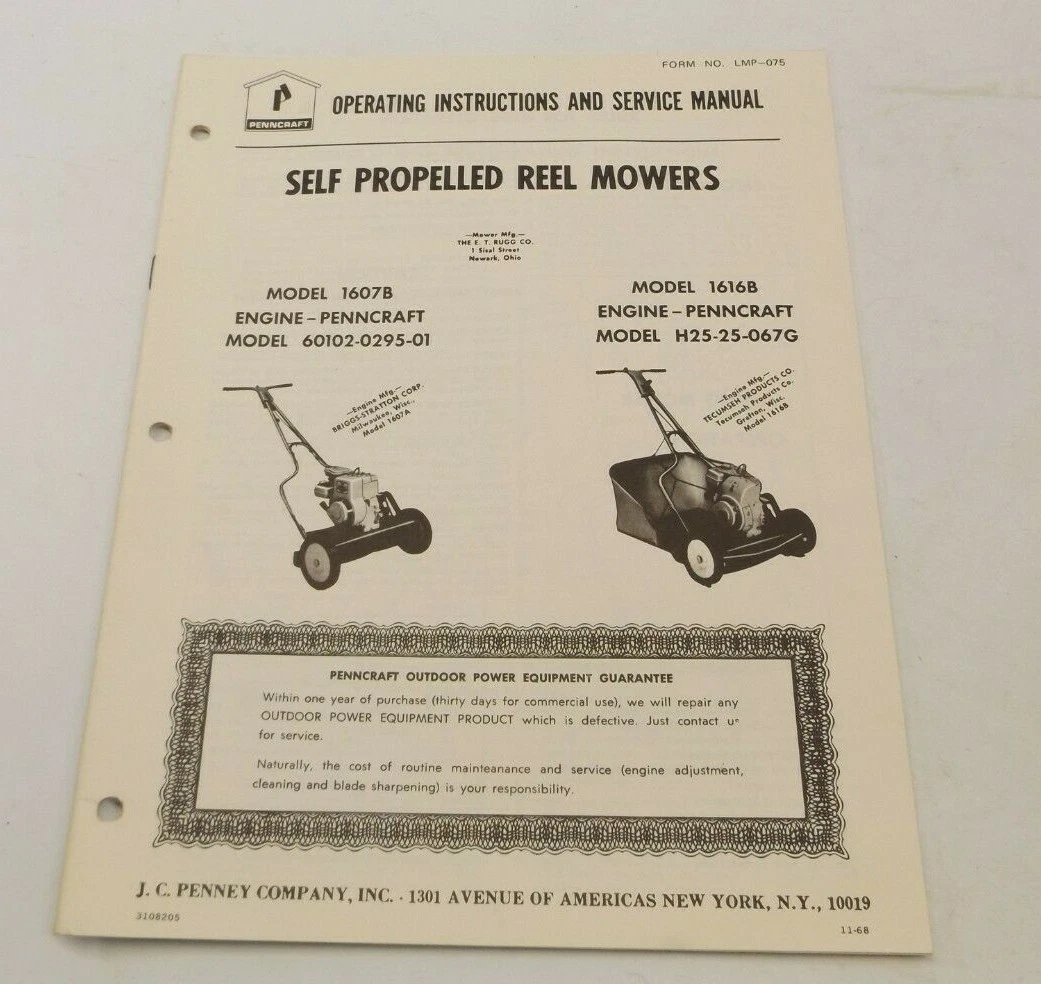 FORM NO. LMP-075
PENNCRAFT
OPERATING INSTRUCTIONS AND SERVICE MANUAL
SELF PROPELLED REEL MOWERS
—Mower Mfg.—
THE E. T. RUGG CO.
1 Sisal Street
Newark, Ohio
MODEL 1607B
ENGINE – PENNCRAFT
MODEL 60102-0295-01
—Engine Mfg.—
BRIGGS-STRATTON CORP.
Milwaukee, Wisc.,
Model 1607A
MODEL 1616B
ENGINE – PENNCRAFT
MODEL H25-25-067G
—Engine Mfg.—
TECUMSEH PRODUCTS CO.
Tecumseh Products Co.
Grafton, Wisc.
Model 1616B
PENNCRAFT OUTDOOR POWER EQUIPMENT GUARANTEE
Within one year of purchase (thirty days for commercial use), we will repair any
OUTDOOR POWER EQUIPMENT PRODUCT which is defective. Just contact us
for service.
Naturally, the cost of routine mainteanance and service (engine adjustment,
cleaning and blade sharpening) is your responsibility.
J. C. PENNEY COMPANY, INC. · 1301 AVENUE OF AMERICAS NEW YORK, N.Y., 10019
3108205
11-68